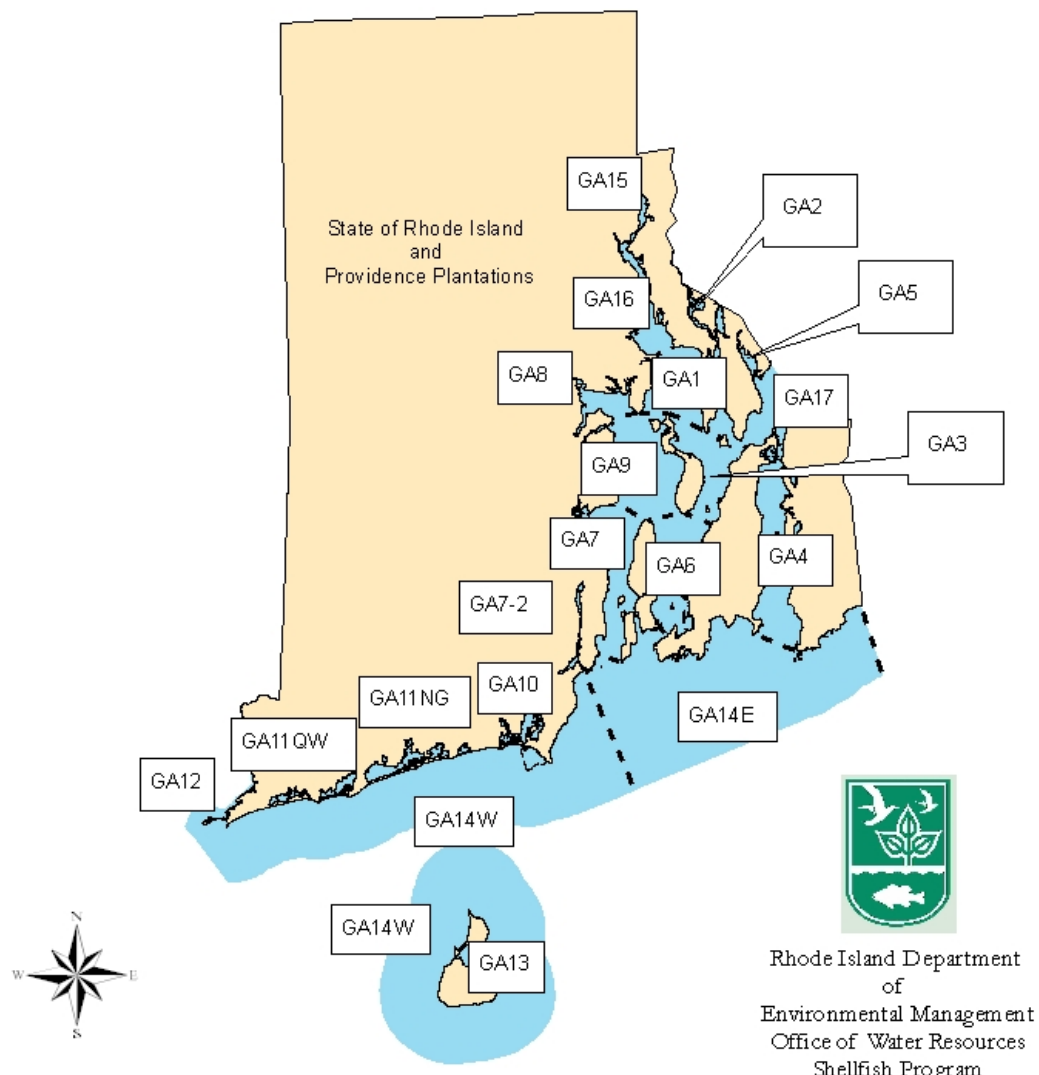 GA15
GA2
State of Rhode Island
and
Providence Plantations
GA5
GA16
GA8
GA1
GA17
GA3
GA9
GA7
GA6
GA4
GA7-2
GA10
GA11NG
GA14E
GA11QW
GA12
GA14W
N
GA14W
GA13
W
E
S
Rhode Island Department
of
Environmental Management
Office of Water Resources
Shellfish Program